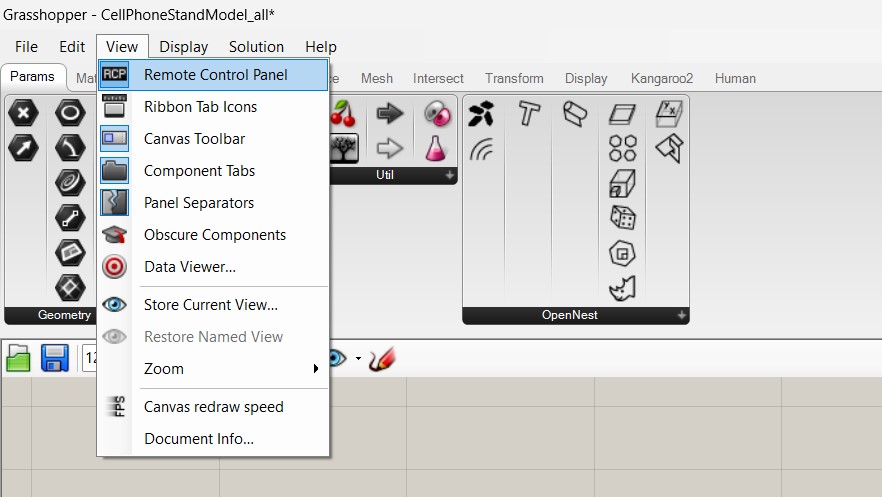 Grasshopper - CellPhoneStandModel_all*
File Edit View Display Solution Help
Params Mesh Intersect Transform Display Kangaroo2 Human
RCP Remote Control Panel
Ribbon Tab Icons
Canvas Toolbar
Component Tabs
Panel Separators
Obscure Components
Data Viewer...
Store Current View...
Restore Named View
Zoom
FPS Canvas redraw speed
Document Info...
Geometry
Util
OpenNest